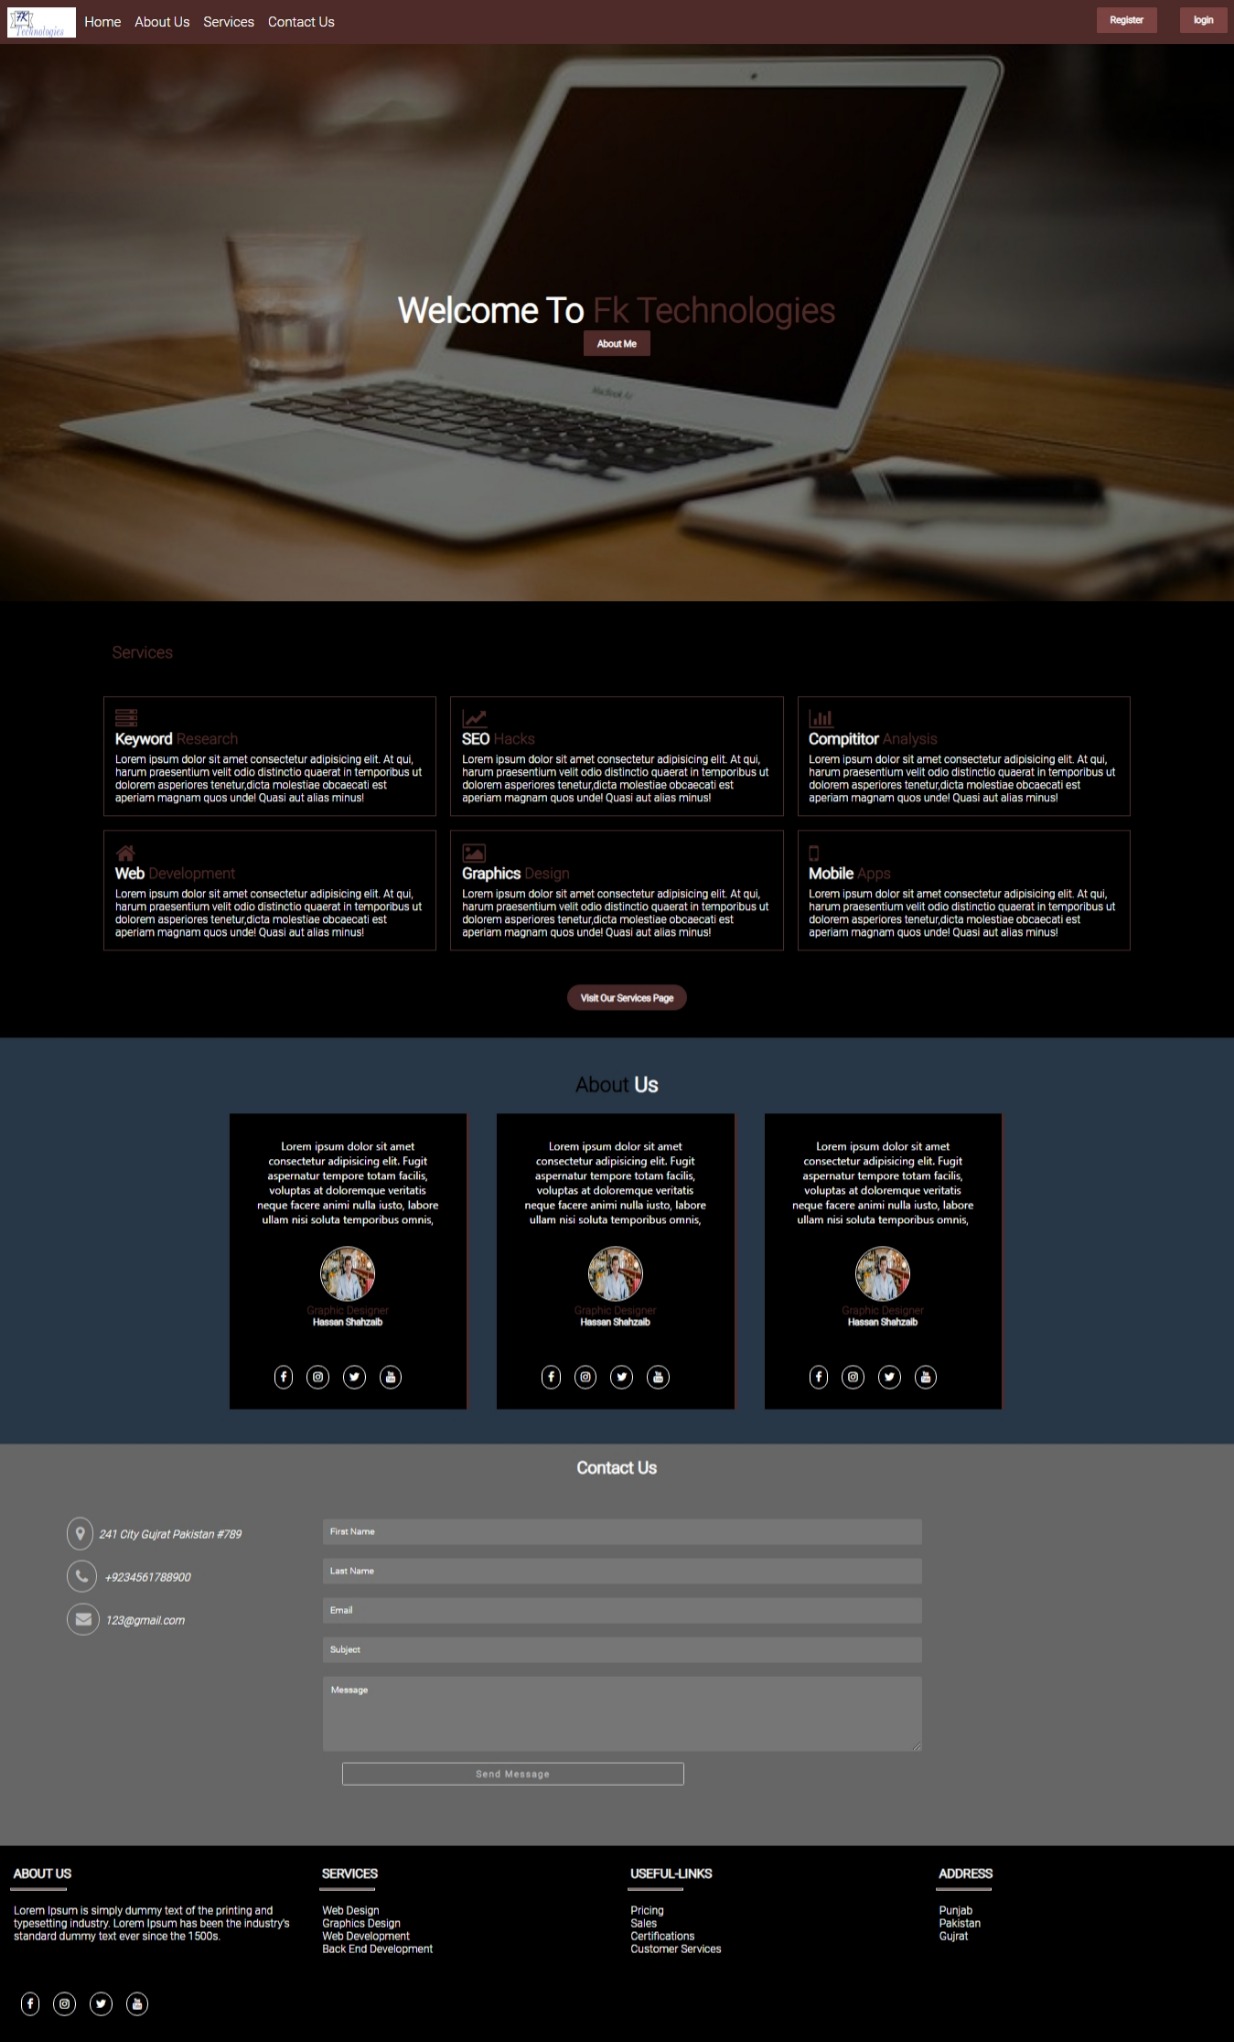 FK
Technologies
Home About Us Services Contact Us
Register login
Welcome To Fk Technologies
About Me
MacBook Air
Services
Keyword Research
Lorem ipsum dolor sit amet consectetur adipisicing elit. At qui,
harum praesentium velit odio distinctio quaerat in temporibus ut
dolorem asperiores tenetur,dicta molestiae obcaecati est
aperiam magnam quos unde! Quasi aut alias minus!
SEO Hacks
Lorem ipsum dolor sit amet consectetur adipisicing elit. At qui,
harum praesentium velit odio distinctio quaerat in temporibus ut
dolorem asperiores tenetur,dicta molestiae obcaecati est
aperiam magnam quos unde! Quasi aut alias minus!
Compititor Analysis
Lorem ipsum dolor sit amet consectetur adipisicing elit. At qui,
harum praesentium velit odio distinctio quaerat in temporibus ut
dolorem asperiores tenetur,dicta molestiae obcaecati est
aperiam magnam quos unde! Quasi aut alias minus!
Web Development
Lorem ipsum dolor sit amet consectetur adipisicing elit. At qui,
harum praesentium velit odio distinctio quaerat in temporibus ut
dolorem asperiores tenetur,dicta molestiae obcaecati est
aperiam magnam quos unde! Quasi aut alias minus!
Graphics Design
Lorem ipsum dolor sit amet consectetur adipisicing elit. At qui,
harum praesentium velit odio distinctio quaerat in temporibus ut
dolorem asperiores tenetur,dicta molestiae obcaecati est
aperiam magnam quos unde! Quasi aut alias minus!
Mobile Apps
Lorem ipsum dolor sit amet consectetur adipisicing elit. At qui,
harum praesentium velit odio distinctio quaerat in temporibus ut
dolorem asperiores tenetur,dicta molestiae obcaecati est
aperiam magnam quos unde! Quasi aut alias minus!
Visit Our Services Page
About Us
Lorem ipsum dolor sit amet
consectetur adipisicing elit. Fugit
aspernatur tempore totam facilis,
voluptas at doloremque veritatis
neque facere animi nulla iusto, labore
ullam nisi soluta temporibus omnis,
Graphic Designer
Hassan Shahzaib
Lorem ipsum dolor sit amet
consectetur adipisicing elit. Fugit
aspernatur tempore totam facilis,
voluptas at doloremque veritatis
neque facere animi nulla iusto, labore
ullam nisi soluta temporibus omnis,
Graphic Designer
Hassan Shahzaib
Lorem ipsum dolor sit amet
consectetur adipisicing elit. Fugit
aspernatur tempore totam facilis,
voluptas at doloremque veritatis
neque facere animi nulla iusto, labore
ullam nisi soluta temporibus omnis,
Graphic Designer
Hassan Shahzaib
Contact Us
241 City Gujrat Pakistan #789
+9234561788900
123@gmail.com
First Name
Last Name
Email
Subject
Message
Send Message
ABOUT US
Lorem Ipsum is simply dummy text of the printing and
typesetting industry. Lorem Ipsum has been the industry's
standard dummy text ever since the 1500s.
SERVICES
Web Design
Graphics Design
Web Development
Back End Development
USEFUL-LINKS
Pricing
Sales
Certifications
Customer Services
ADDRESS
Punjab
Pakistan
Gujrat